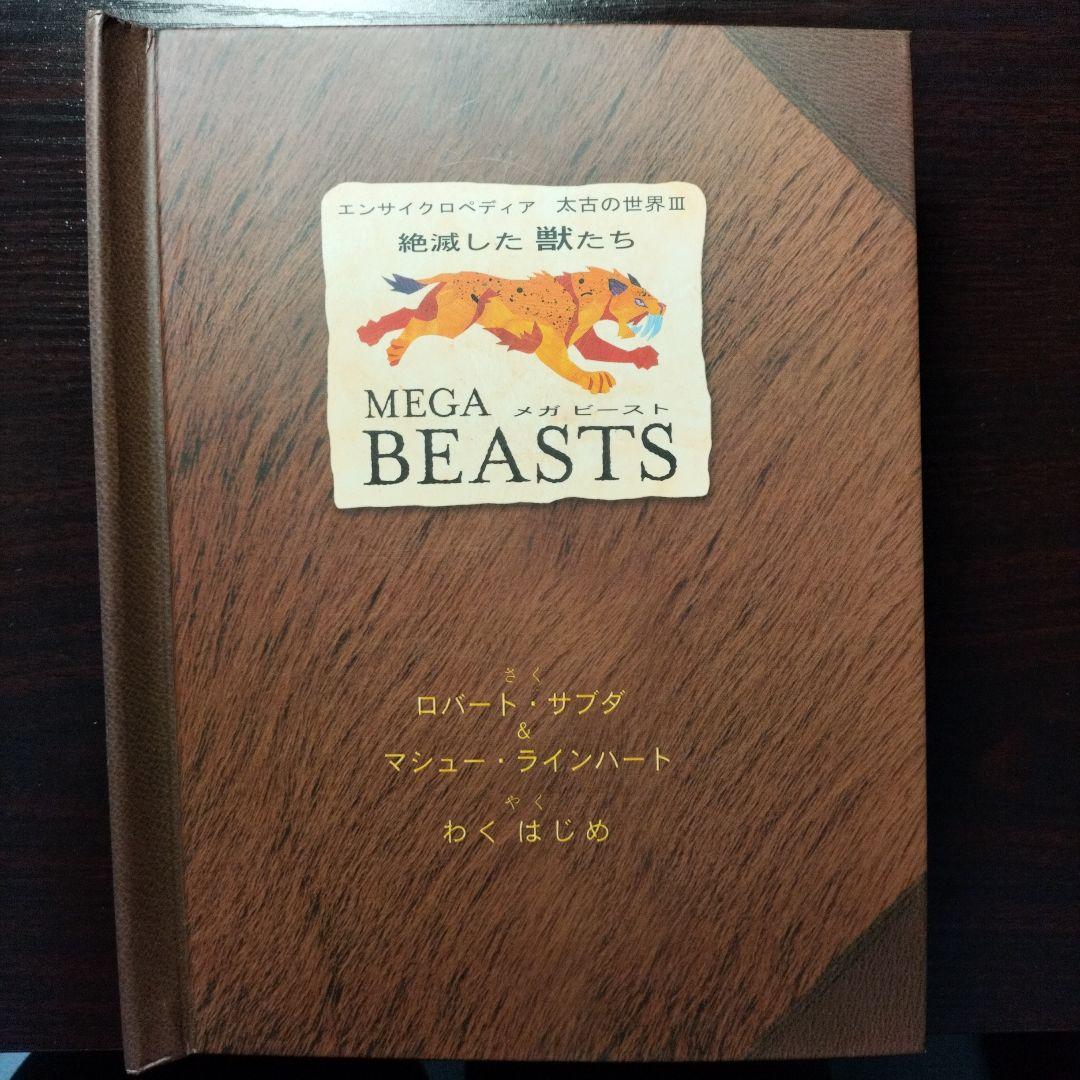 エンサイクロペディア 太古の世界Ⅲ
絶滅した 獣たち
MEGA メガ ビースト
BEASTS
さく
ロバート・サブダ
&
マシュー・ラインハート
やく
わく はじめ